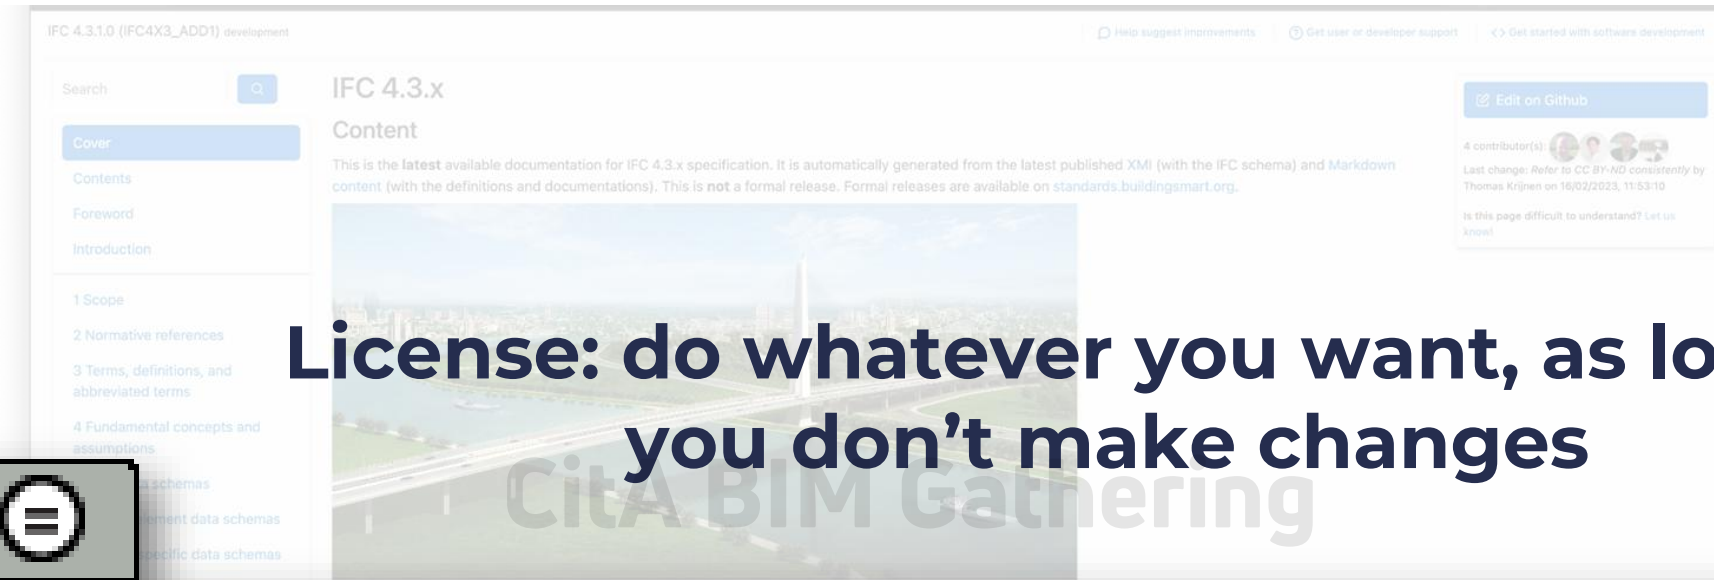 IFC 4.3.1.0 (IFC4X3_ADD1) development
Help suggest improvements
Get user or developer support
Get started with software development
Search
IFC 4.3.x
Edit on Github
Content
Cover
4 contributor(s):
This is the latest available documentation for IFC 4.3.x specification. It is automatically generated from the latest published XMI (with the IFC schema) and Markdown
content (with the definitions and documentations). This is not a formal release. Formal releases are available on standards.buildingsmart.org.
Last change: Refer to CC BY-ND consistently by
Thomas Krijnen on 16/02/2023, 11:53:10
Is this page difficult to understand? Let us
know!
Contents
Foreword
Introduction
1 Scope
2 Normative references
3 Terms, definitions, and
abbreviated terms
4 Fundamental concepts and
assumptions
schemas
data schemas
data schemas
License: do whatever you want, as lo
you don't make changes
CitA BIM Gathering